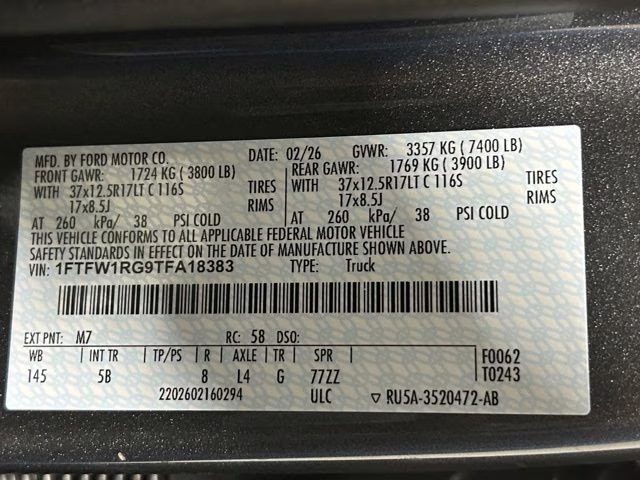 MFD. BY FORD MOTOR CO. DATE: 02/26 GVWR: 3357 KG ( 7400 LB)
FRONT GAWR: 1724 KG ( 3800 LB) REAR GAWR: 1769 KG ( 3900 LB)
WITH 37x12.5R17LT C 116S TIRES WITH 37x12.5R17LT C 116S TIRES
17x8.5J RIMS 17x8.5J RIMS
AT 260 kPa/ 38 PSI COLD AT 260 kPa/ 38 PSI COLD
THIS VEHICLE CONFORMS TO ALL APPLICABLE FEDERAL MOTOR VEHICLE
SAFETY STANDARDS IN EFFECT ON THE DATE OF MANUFACTURE SHOWN ABOVE.
VIN: 1FTFW1RG9TFA18383 TYPE: Truck
EXT PNT: M7 RC: 58 DSO:
WB INT TR TP/PS R AXLE TR SPR F0062
145 5B 8 L4 G 77ZZ T0243
2202602160294 ULC ▽ RU5A-3520472-AB